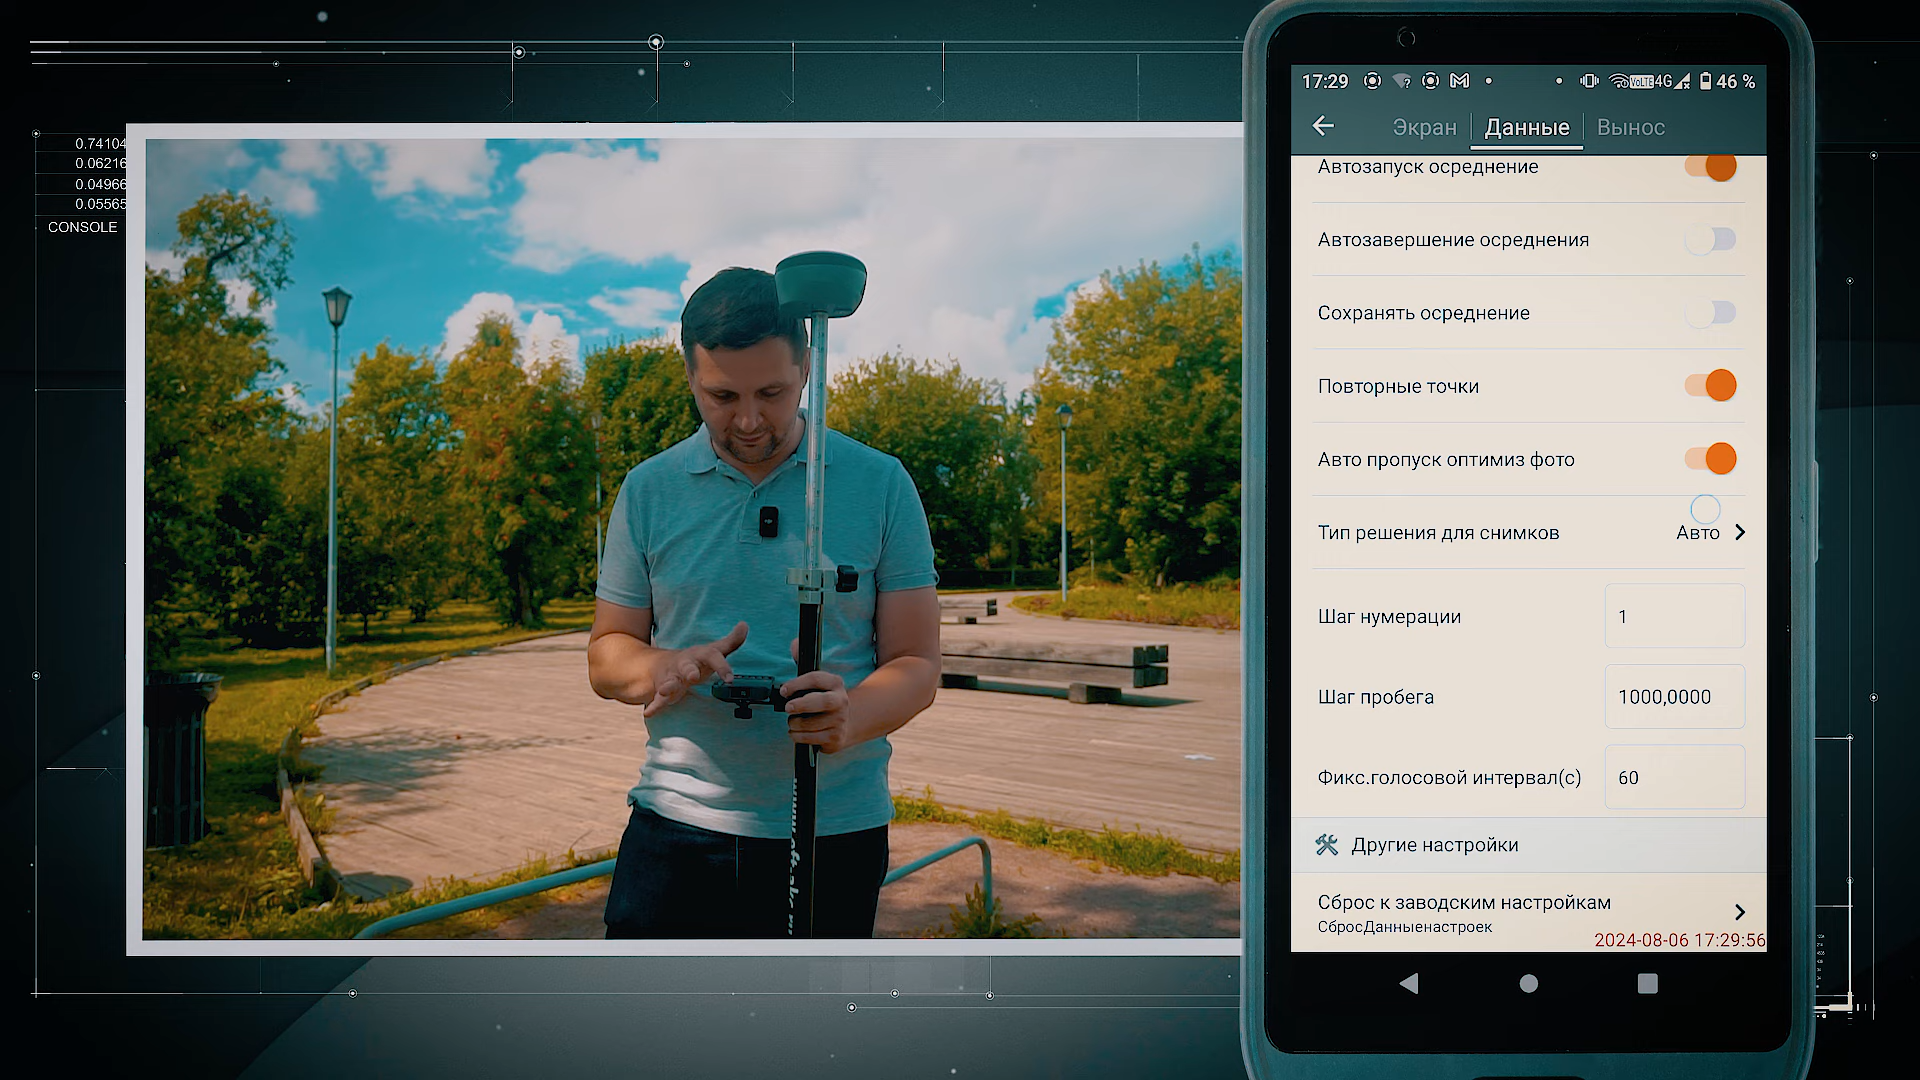 0.74104
0.06216
0.04966
0.05565
CONSOLE
17:29
VoLTE 4G
46 %
Экран
Данные
Вынос
Автозапуск осреднение
Автозавершение осреднения
Сохранять осреднение
Повторные точки
Авто пропуск оптимиз фото
Тип решения для снимков
Авто
Шаг нумерации
1
Шаг пробега
1000,0000
Фикс.голосовой интервал(с)
60
Другие настройки
Сброс к заводским настройкам
СбросДанныенастроек
2024-08-06 17:29:56